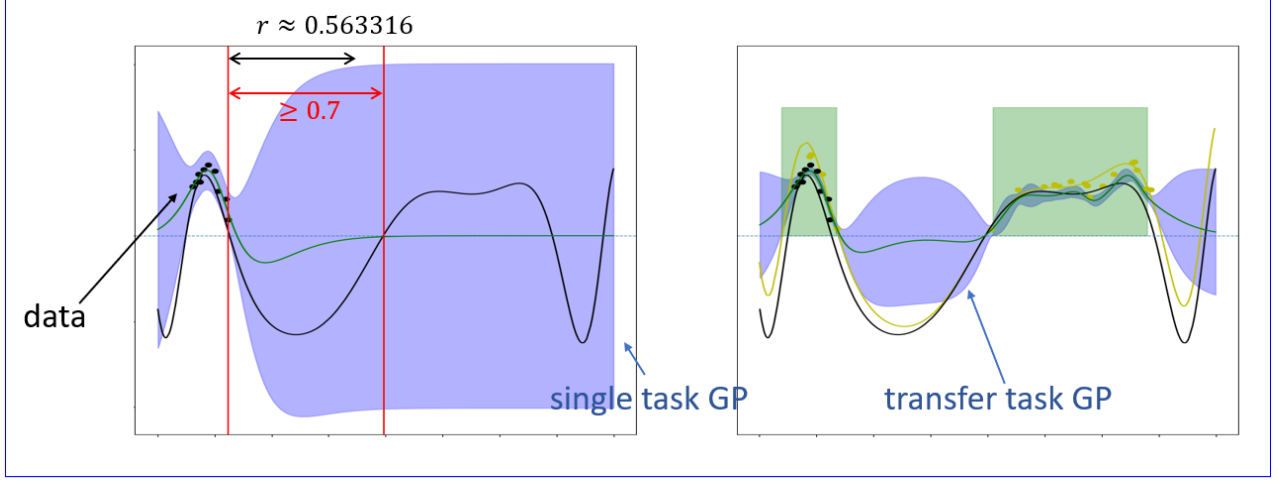 r ≈ 0.563316
≥ 0.7
data
single task GP
transfer task GP